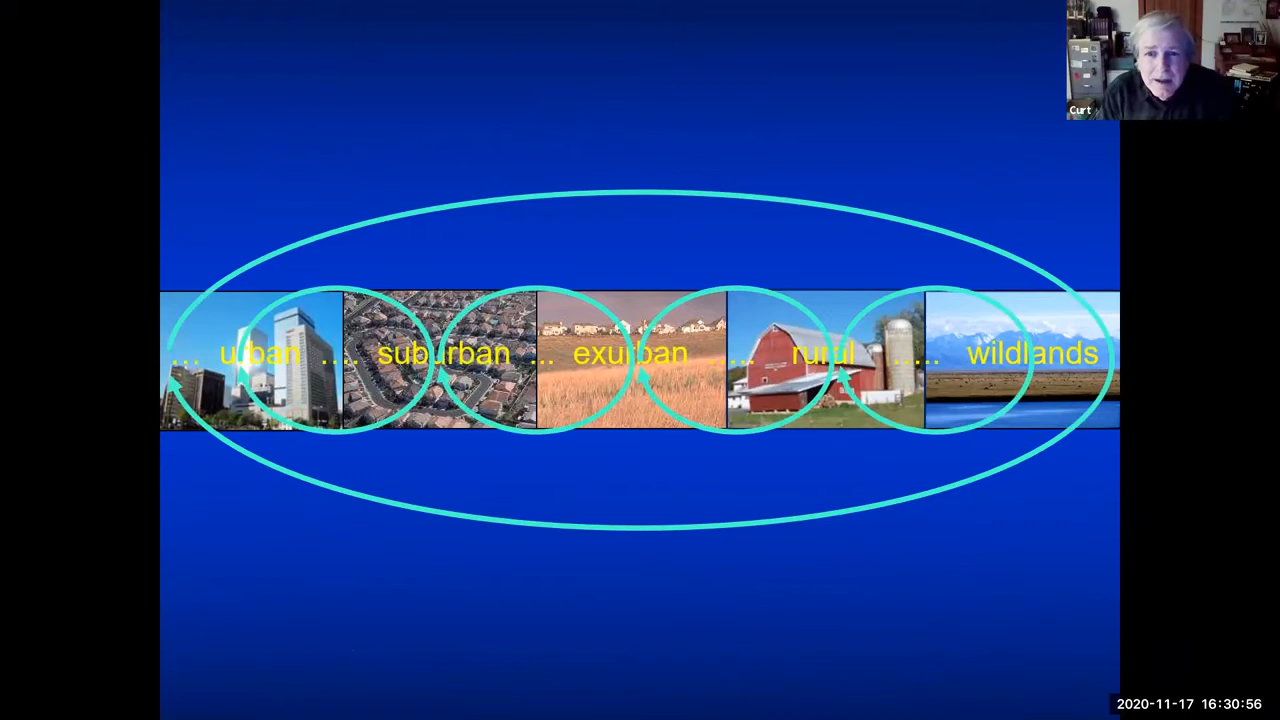 Curt
... urban .... suburban ... exurban ..... rural ..... wildlands
2020-11-17 16:30:56